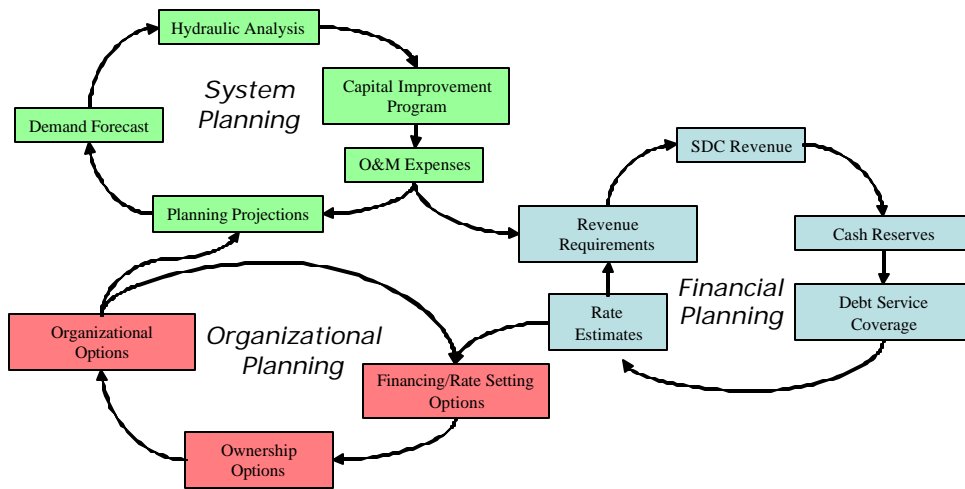 Hydraulic Analysis
System
Planning
Capital Improvement
Program
Demand Forecast
O&M Expenses
SDC Revenue
Planning Projections
Revenue
Requirements
Cash Reserves
Financial
Planning
Debt Service
Coverage
Rate
Estimates
Organizational
Options
Organizational
Planning
Financing/Rate Setting
Options
Ownership
Options